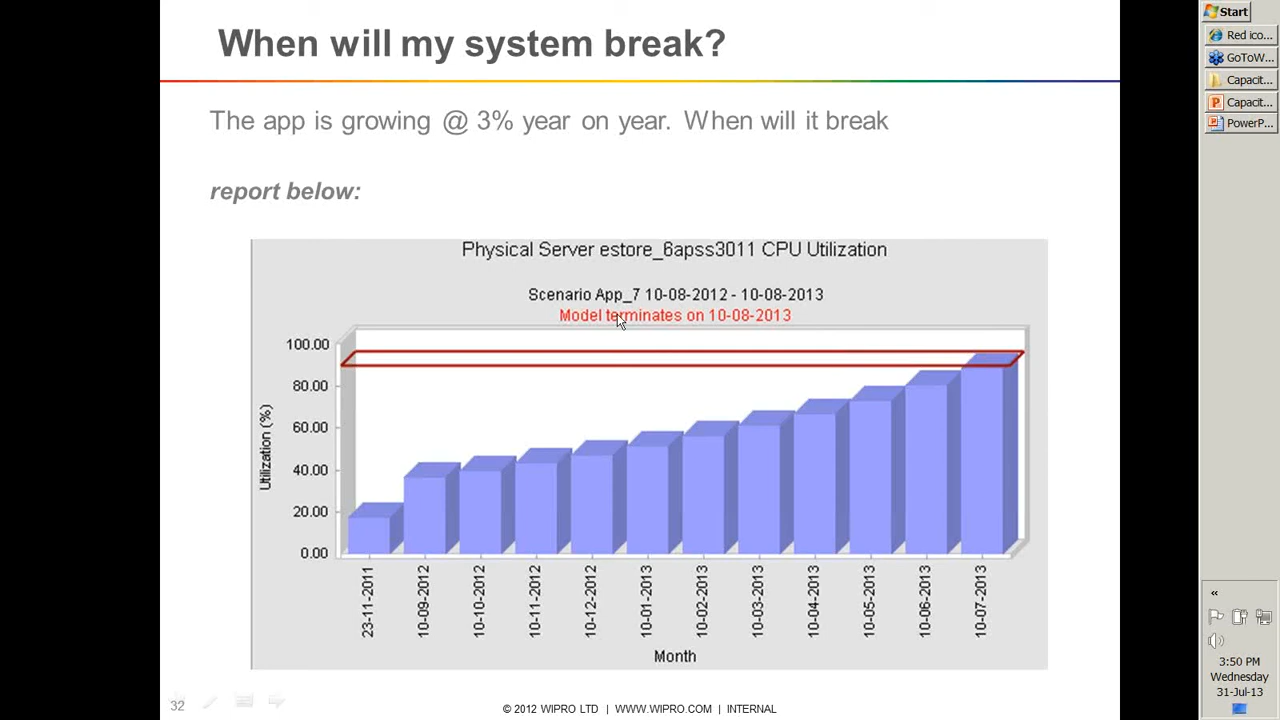 When will my system break?
The app is growing @ 3% year on year. When will it break
report below:
Physical Server estore_6apss3011 CPU Utilization
Scenario App_7 10-08-2012 - 10-08-2013
Model terminates on 10-08-2013
Utilization (%)
100.00
80.00
60.00
40.00
20.00
0.00
23-11-2011
10-09-2012
10-10-2012
10-11-2012
10-12-2012
10-01-2013
10-02-2013
10-03-2013
10-04-2013
10-05-2013
10-06-2013
10-07-2013
Month
32
© 2012 WIPRO LTD | WWW.WIPRO.COM | INTERNAL
Start
Red ico...
GoToW...
Capacit...
Capacit...
PowerP...
«
3:50 PM
Wednesday
31-Jul-13